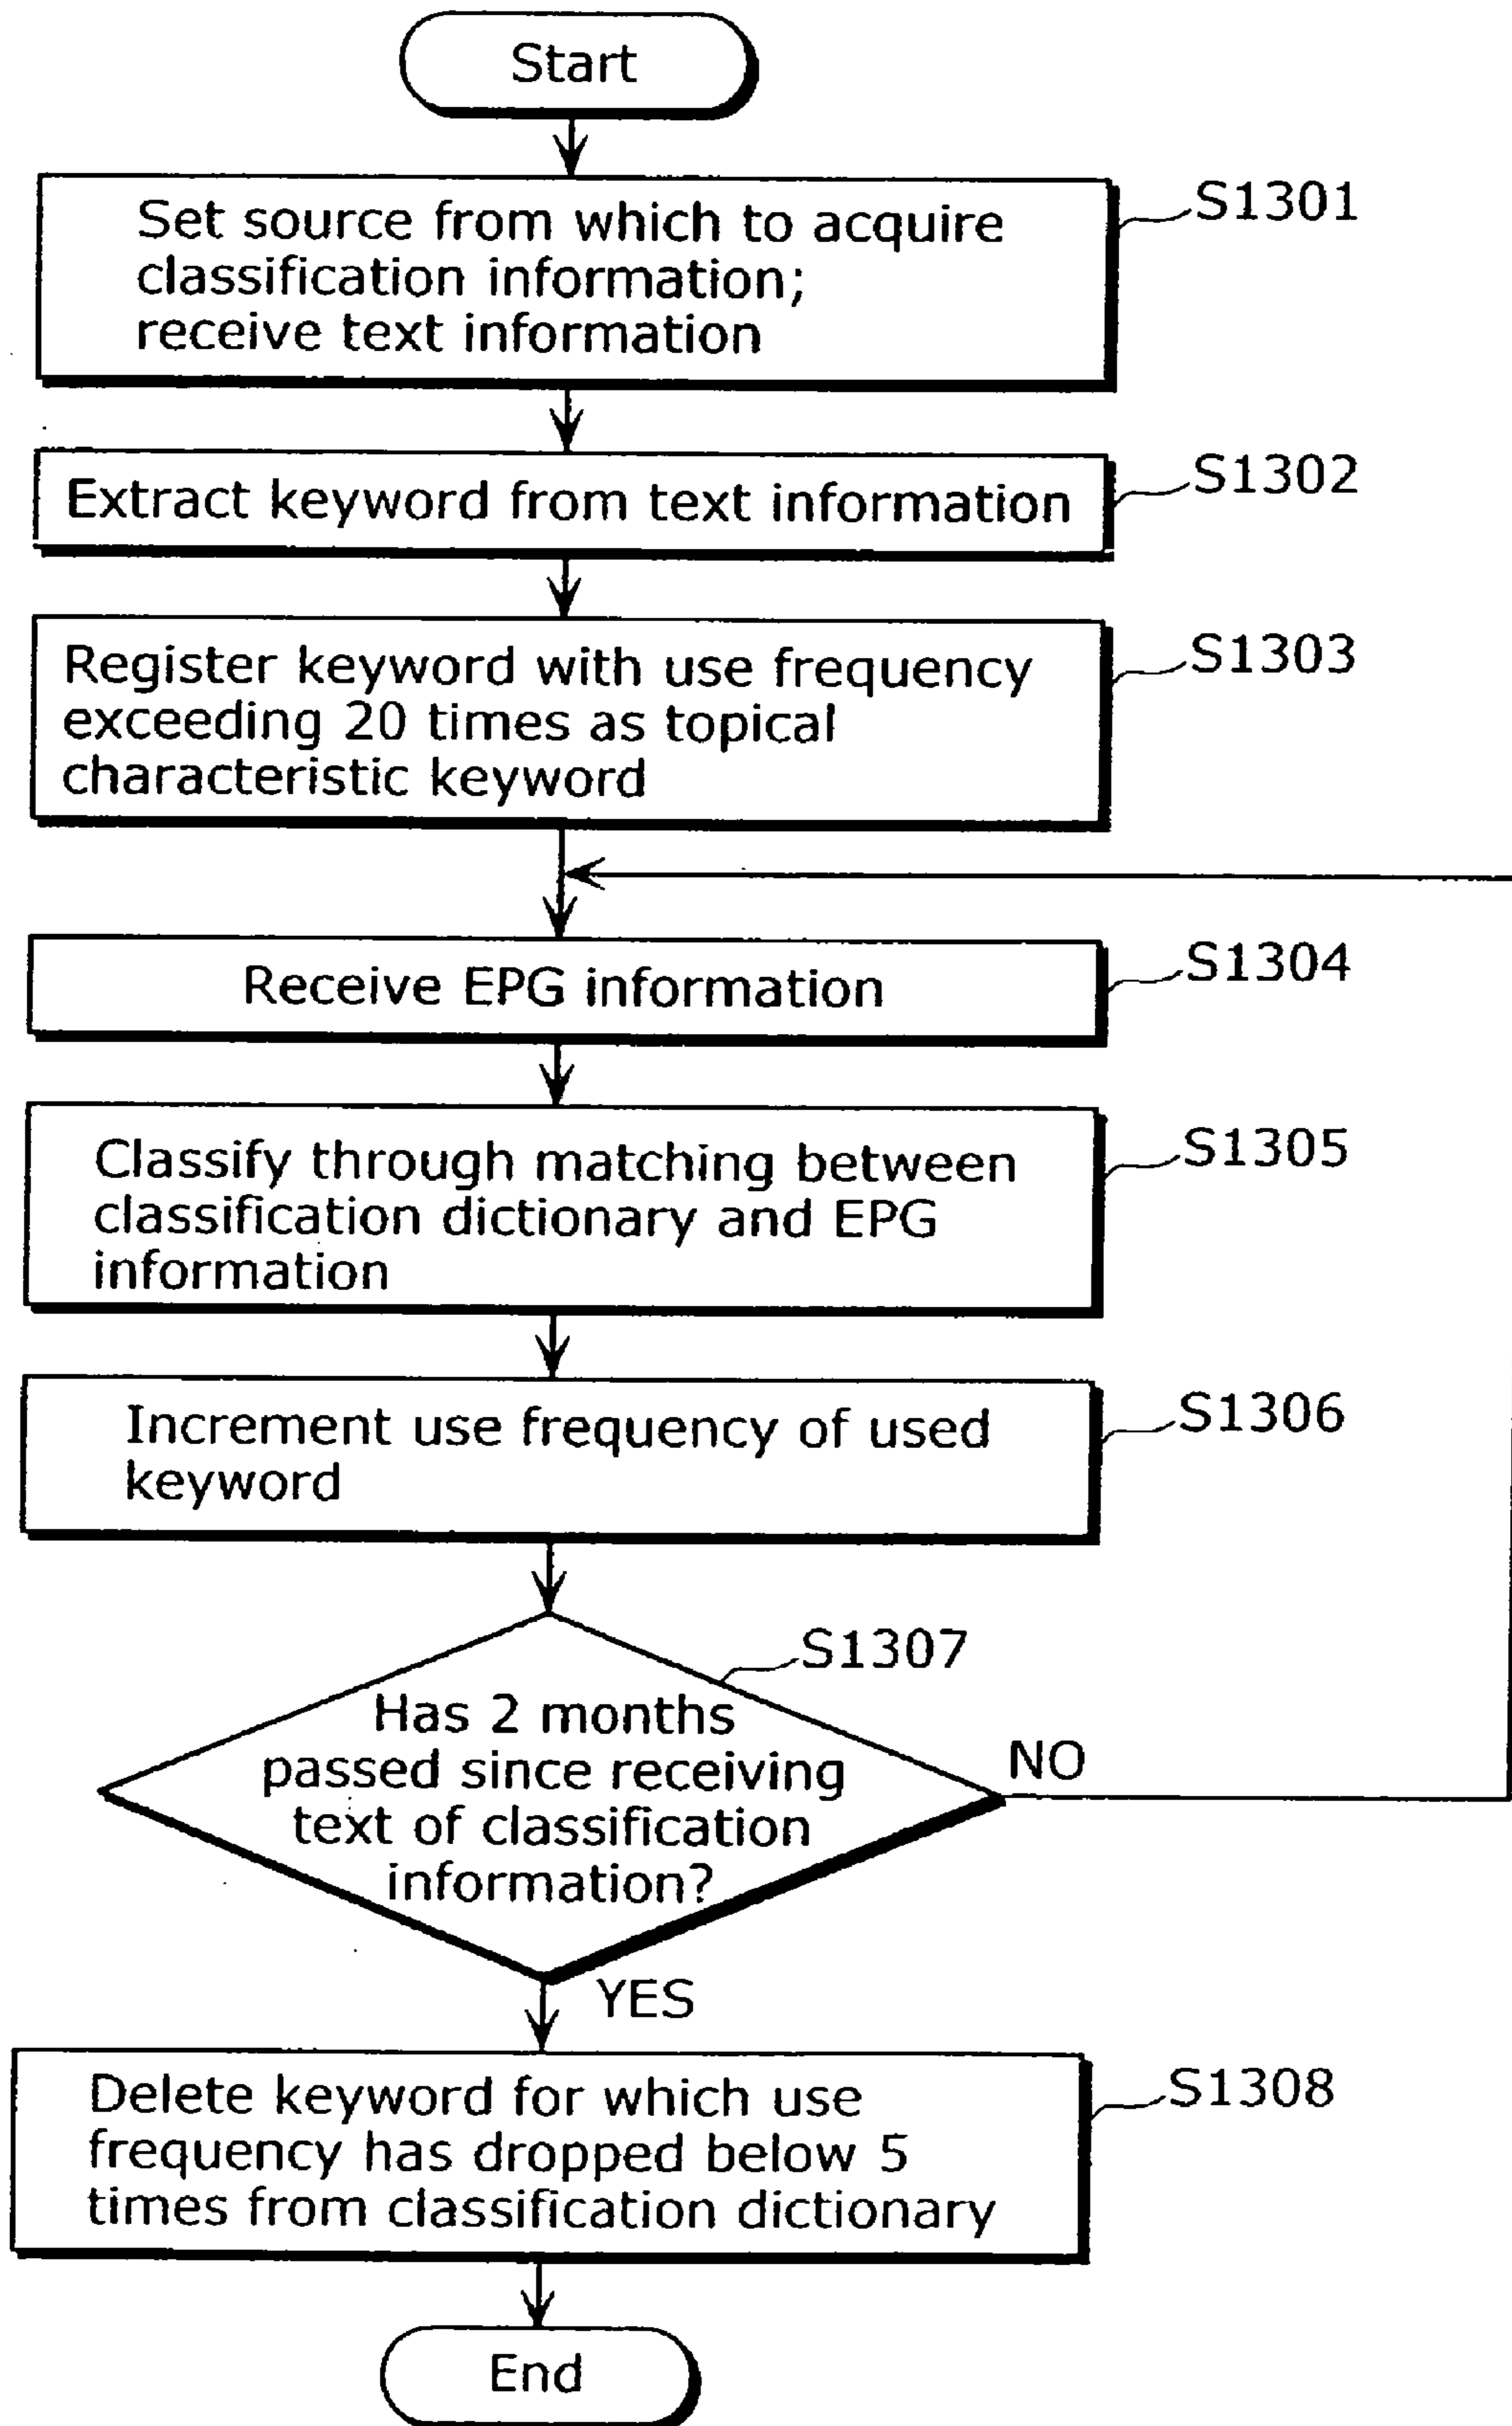 Start
Set source from which to acquire
classification information;
receive text information
S1301
Extract keyword from text information
S1302
Register keyword with use frequency
exceeding 20 times as topical
characteristic keyword
S1303
Receive EPG information
S1304
Classify through matching between
classification dictionary and EPG
information
S1305
Increment use frequency of used
keyword
S1306
S1307
Has 2 months
passed since receiving
text of classification
information?
NO
YES
Delete keyword for which use
frequency has dropped below 5
times from classification dictionary
S1308
End